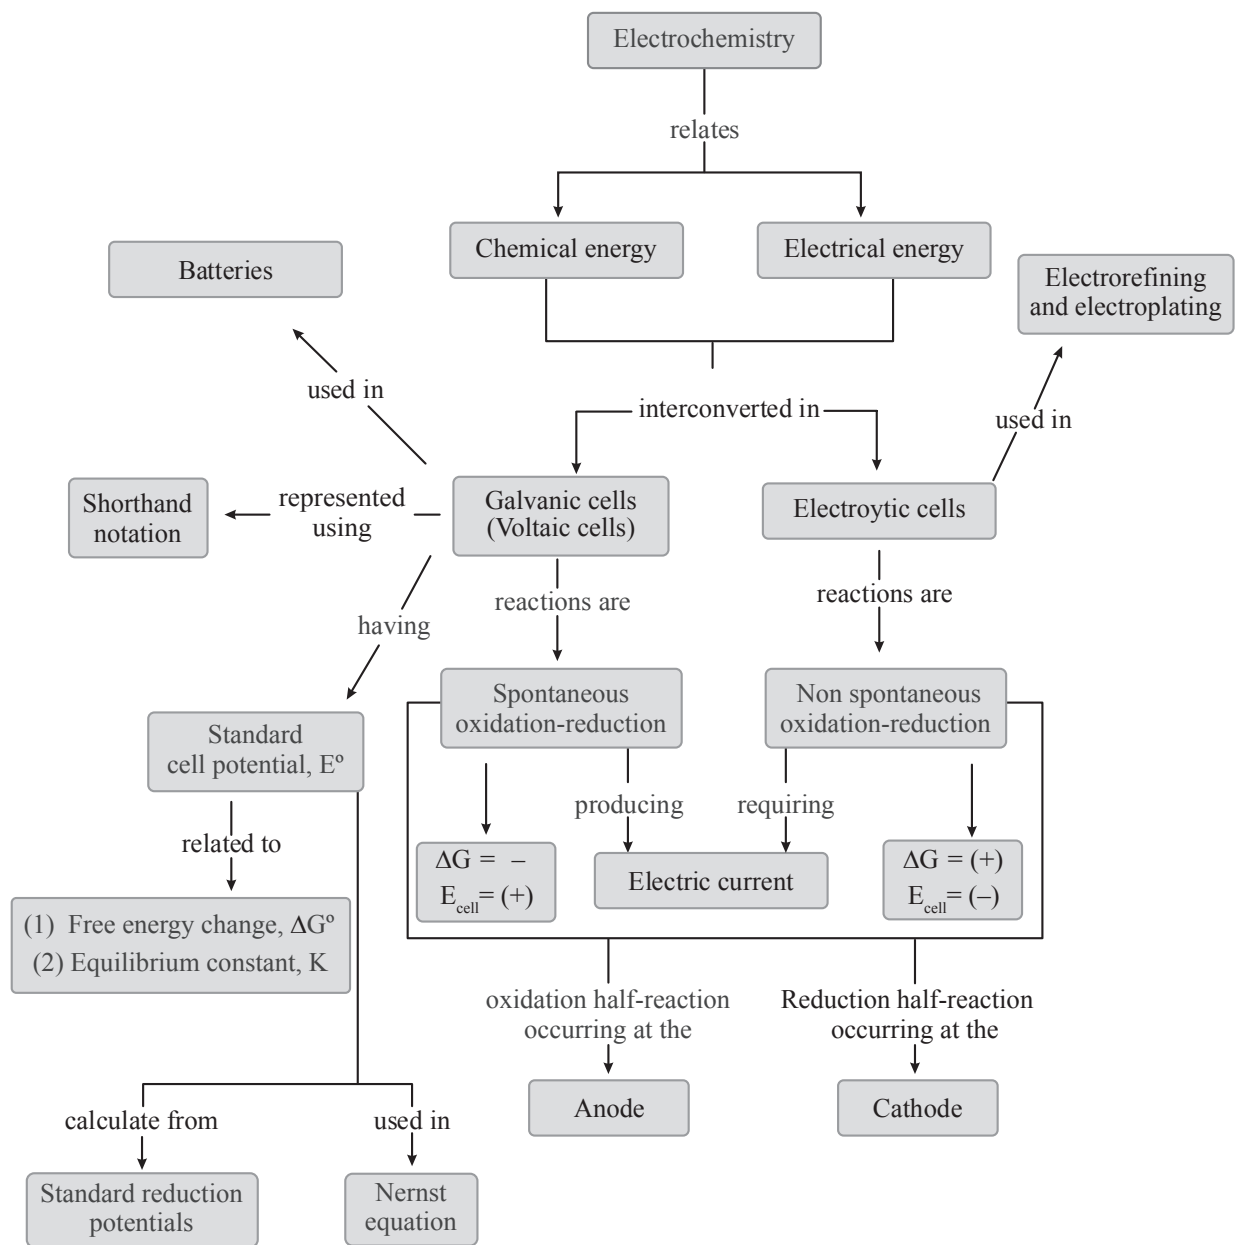 Electrochemistry
relates
Chemical energy
Electrical energy
Batteries
Electrorefining
and electroplating
used in
interconverted in
used in
Shorthand
notation
represented
using
Galvanic cells
(Voltaic cells)
Electroytic cells
having
reactions are
reactions are
Standard
cell potential, Eº
Spontaneous
oxidation-reduction
Non spontaneous
oxidation-reduction
related to
producing
requiring
ΔG = –
E_cell= (+)
Electric current
ΔG = (+)
E_cell= (–)
(1) Free energy change, ΔGº
(2) Equilibrium constant, K
oxidation half-reaction
occurring at the
Reduction half-reaction
occurring at the
Anode
Cathode
calculate from
used in
Standard reduction
potentials
Nernst
equation